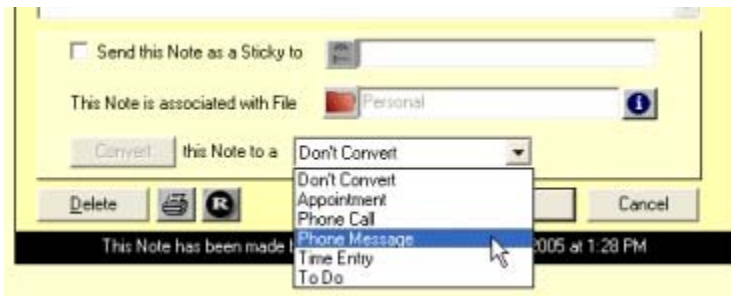 Send this Note as a Sticky to
This Note is associated with File Personal
Convert this Note to a Don't Convert
Don't Convert
Appointment
Phone Call
Phone Message
Time Entry
To Do
Delete R Cancel
This Note has been made 2005 at 1:28 PM